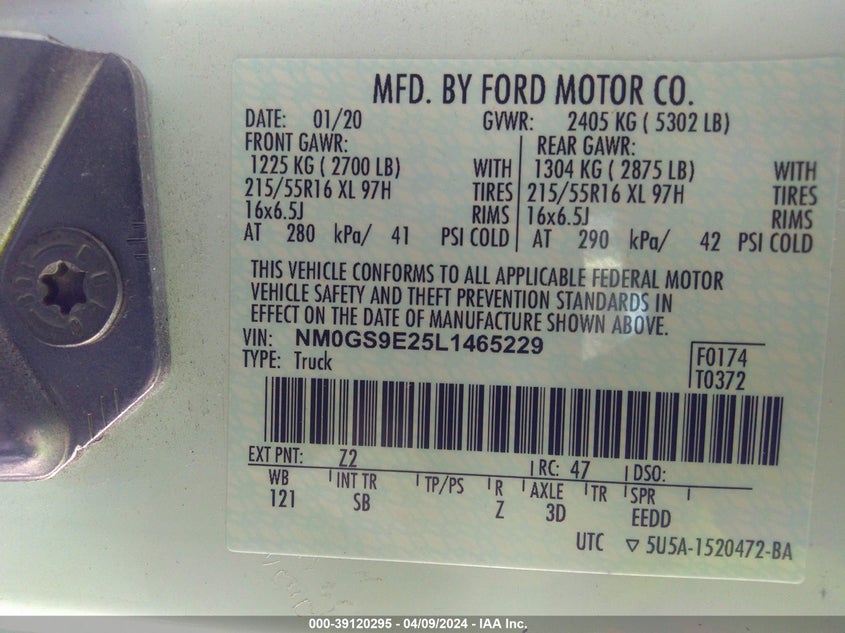 MFD. BY FORD MOTOR CO.
DATE: 01/20 GVWR: 2405 KG ( 5302 LB)
FRONT GAWR: REAR GAWR:
1225 KG ( 2700 LB) WITH 1304 KG ( 2875 LB) WITH
215/55R16 XL 97H TIRES 215/55R16 XL 97H TIRES
16x6.5J RIMS 16x6.5J RIMS
AT 280 kPa/ 41 PSI COLD AT 290 kPa/ 42 PSI COLD
THIS VEHICLE CONFORMS TO ALL APPLICABLE FEDERAL MOTOR
VEHICLE SAFETY AND THEFT PREVENTION STANDARDS IN
EFFECT ON THE DATE OF MANUFACTURE SHOWN ABOVE.
VIN: NM0GS9E25L1465229
TYPE: Truck
F0174
T0372
EXT PNT: Z2 RC: 47 DSO:
WB INT TR TP/PS R AXLE TR SPR
121 SB Z 3D EEDD
UTC ▽ 5U5A-1520472-BA
000-39120295 - 04/09/2024 - IAA Inc.